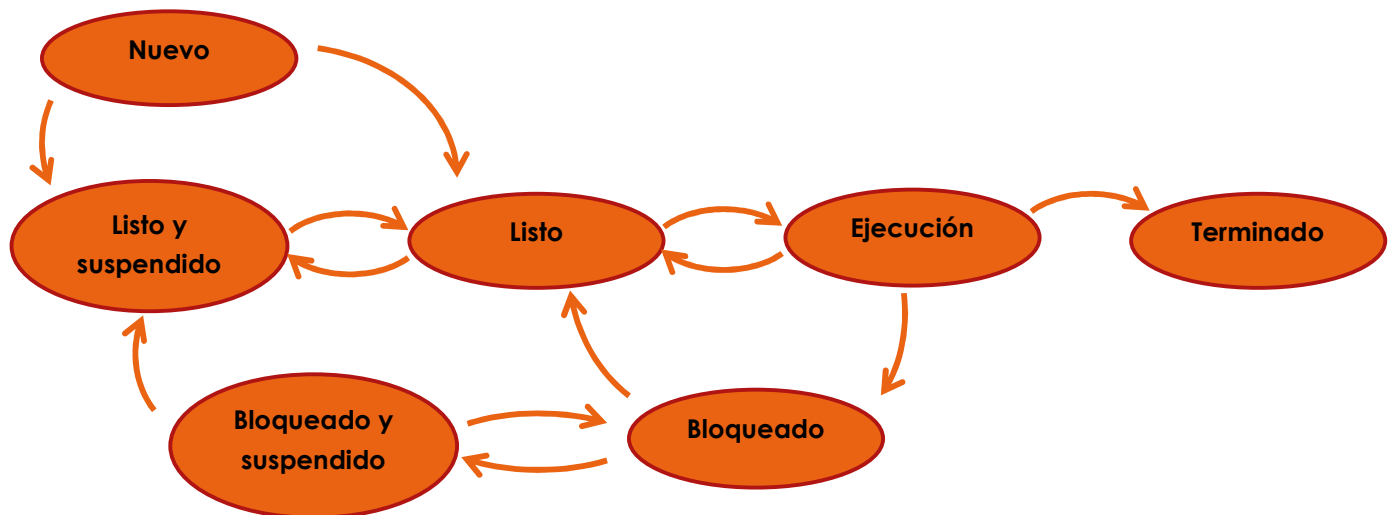 Nuevo
Listo y
suspendido
Listo
Ejecución
Terminado
Bloqueado y
suspendido
Bloqueado